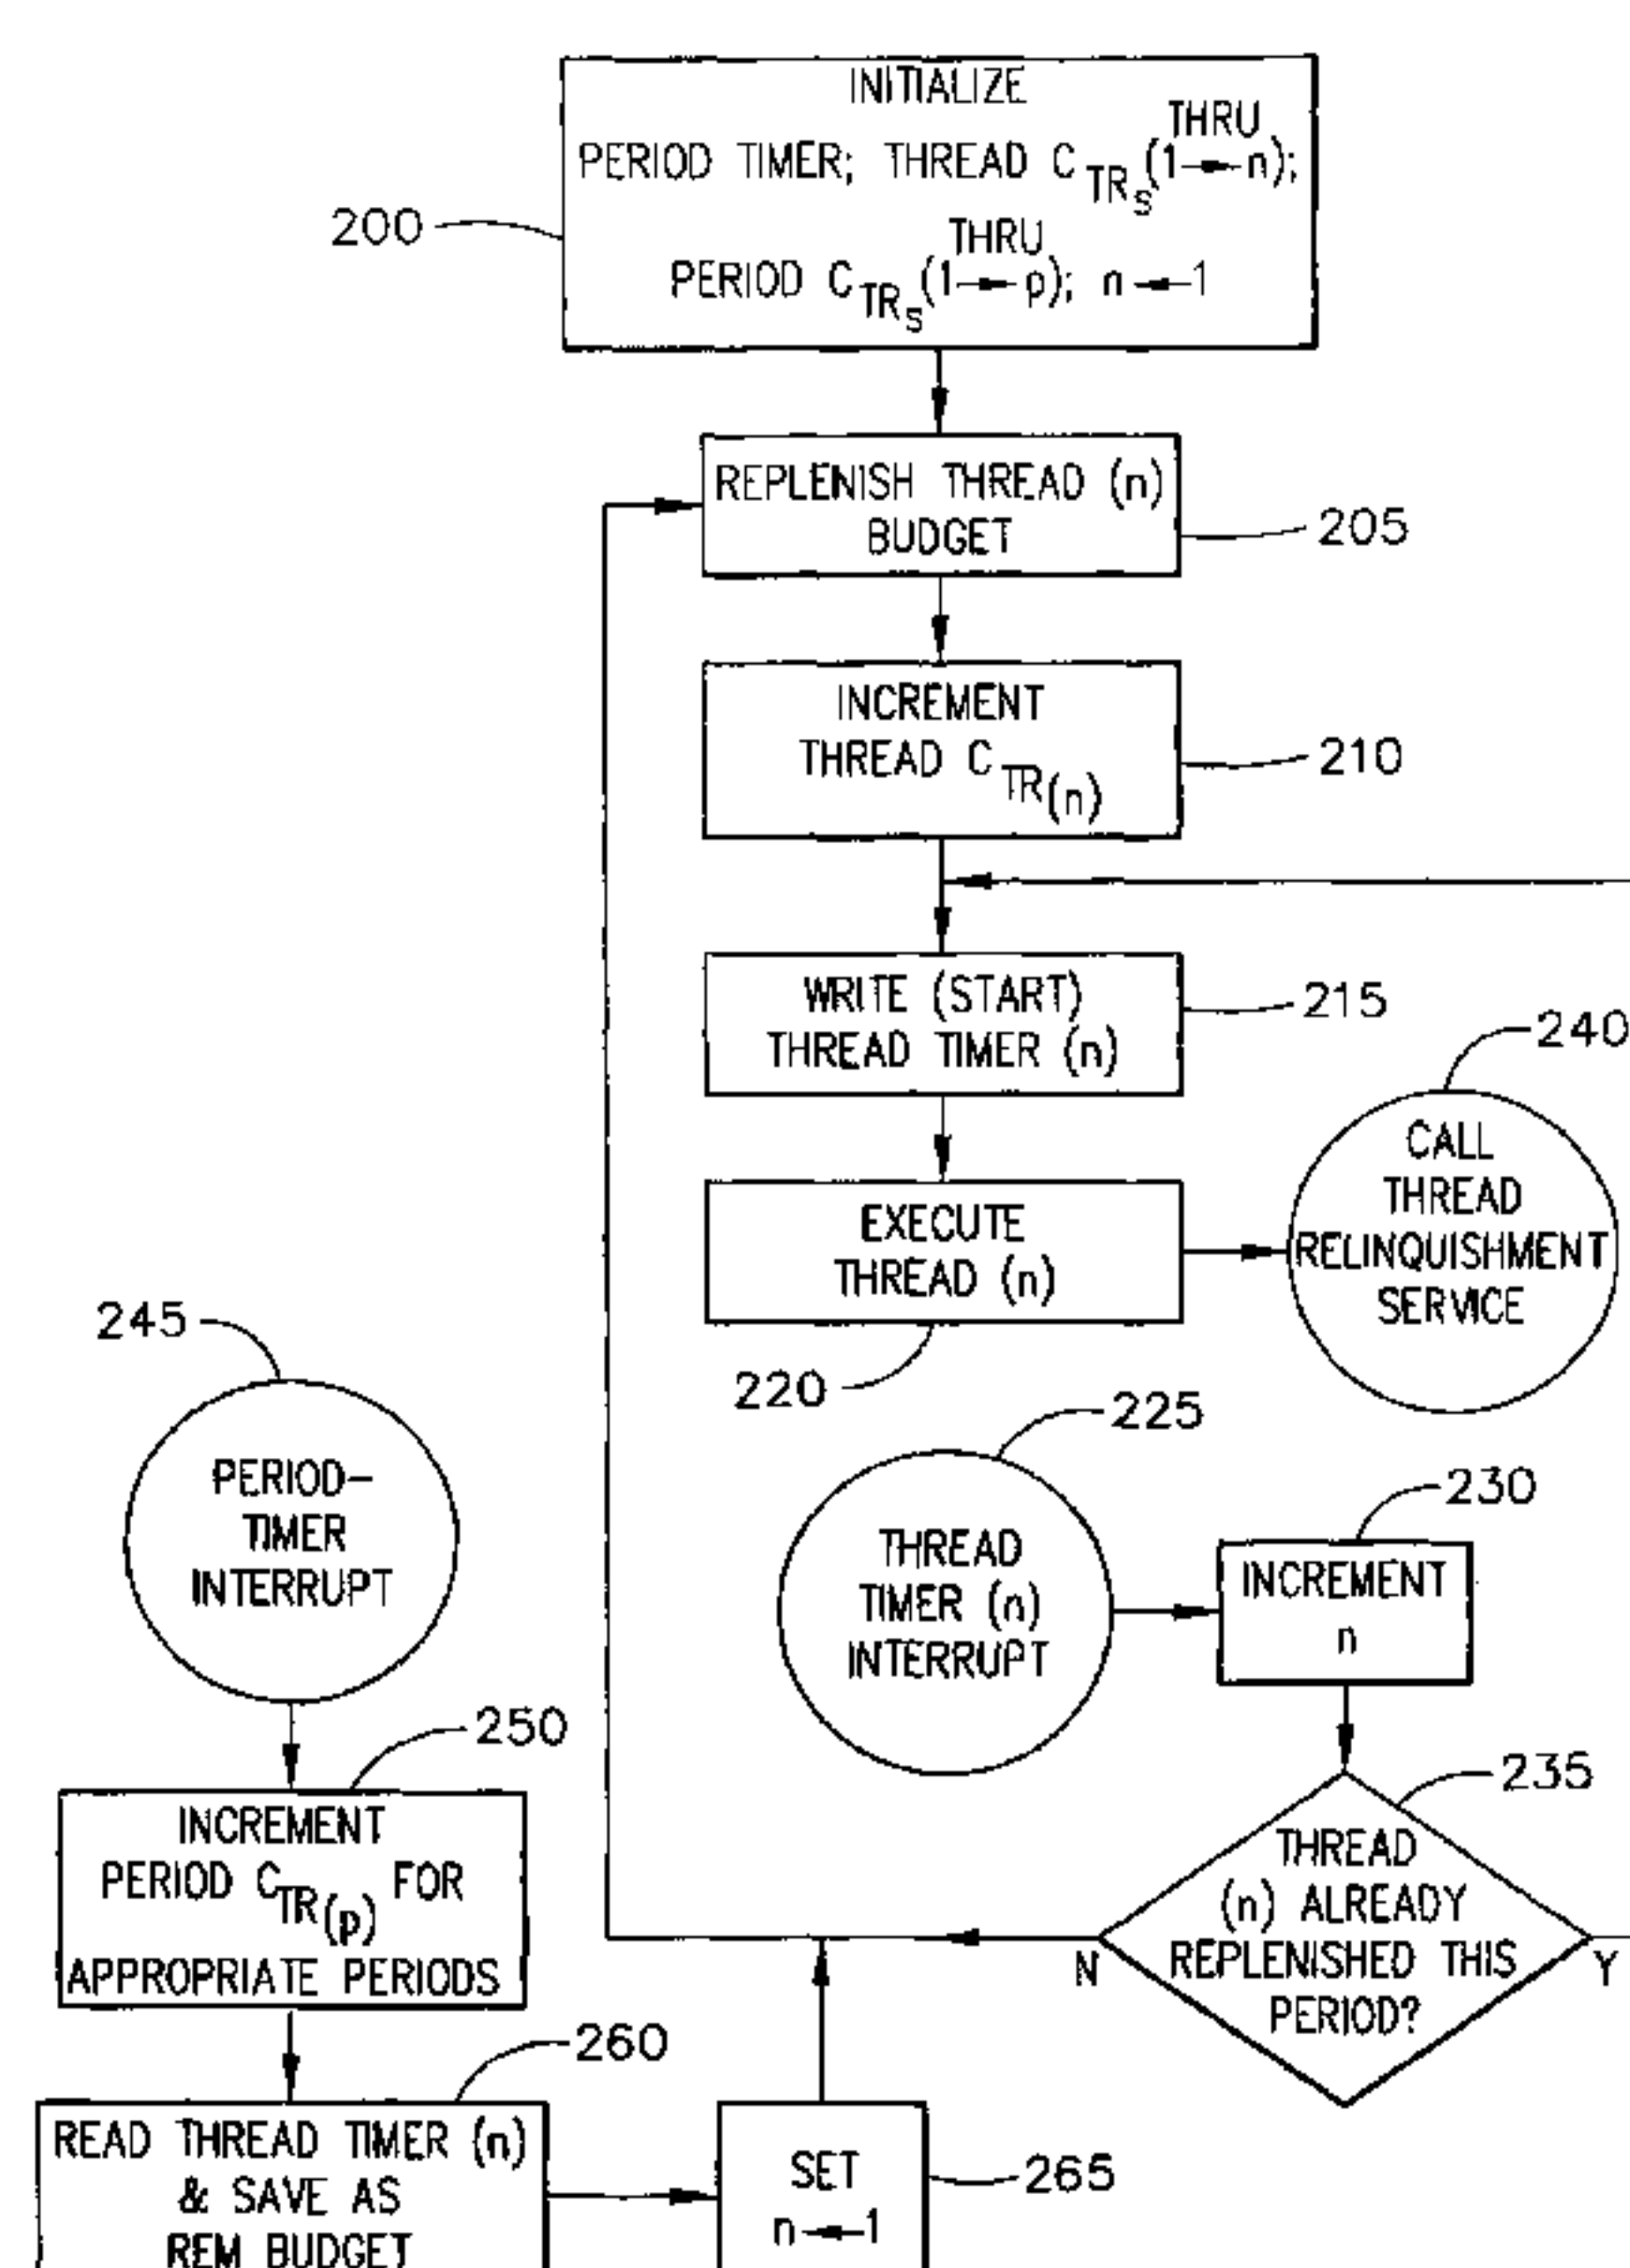 INITIALIZE
THRU
PERIOD TIMER; THREAD C TRS (1→n);
THRU
PERIOD C TRS (1→p); n←1
200
REPLENISH THREAD (n)
BUDGET
205
INCREMENT
THREAD C TR(n)
210
WRITE (START)
THREAD TIMER (n)
215
240
CALL
THREAD
RELINQUISHMENT
SERVICE
EXECUTE
THREAD (n)
220
245
PERIOD-
TIMER
INTERRUPT
225
THREAD
TIMER (n)
INTERRUPT
230
INCREMENT
n
250
INCREMENT
PERIOD C TR(p) FOR
APPROPRIATE PERIODS
235
THREAD
(n) ALREADY
REPLENISHED THIS
PERIOD?
N
Y
260
READ THREAD TIMER (n)
& SAVE AS
REM BUDGET
SET
n←1
265